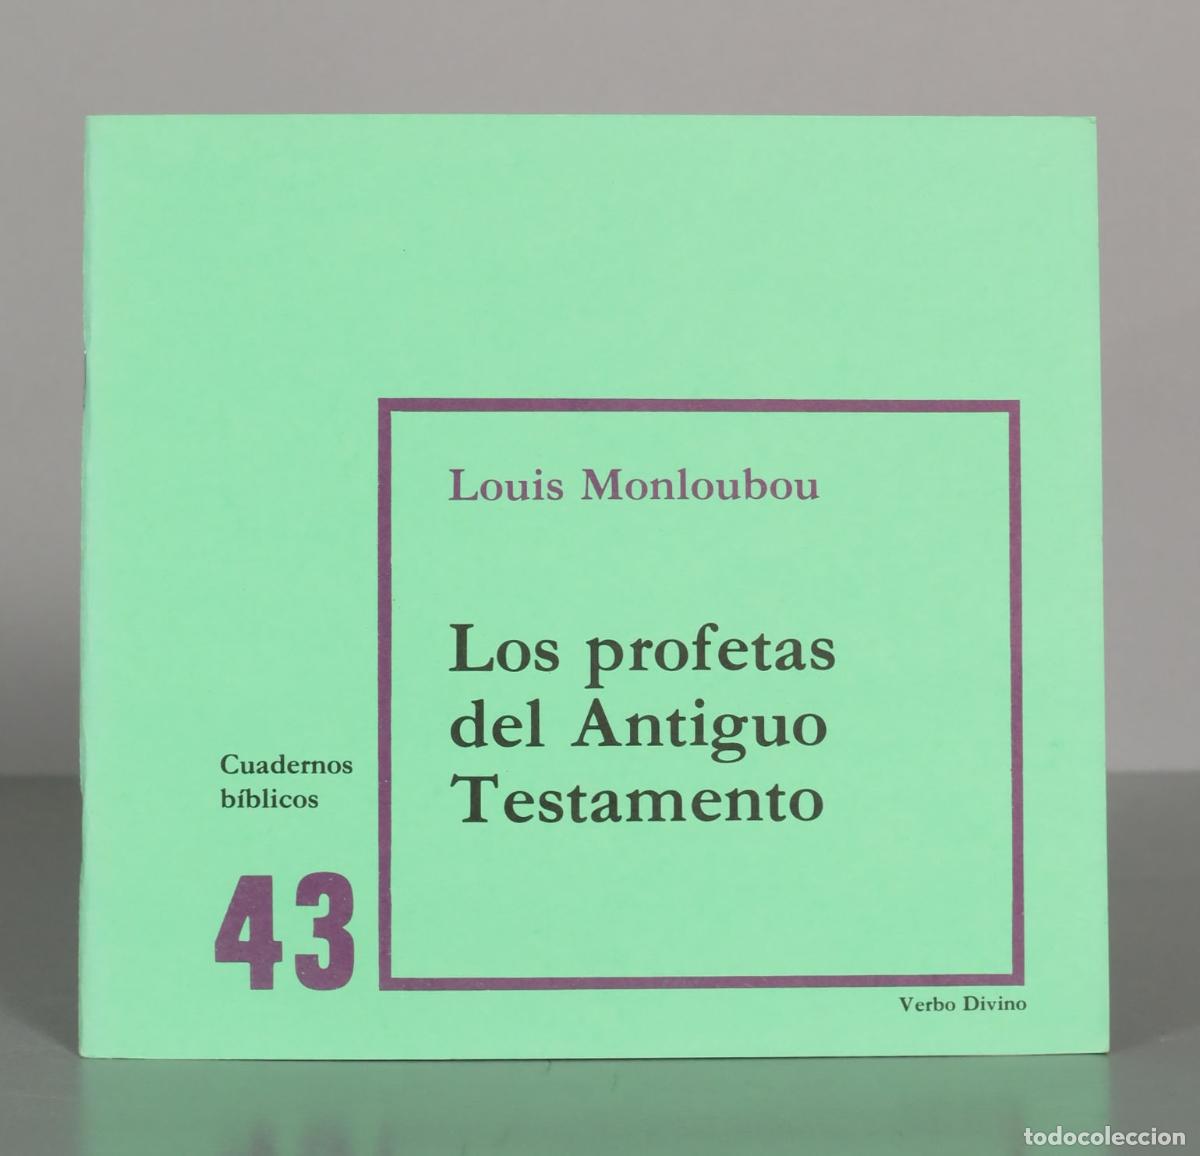 Louis Monloubou
Los profetas
del Antiguo
Testamento
Cuadernos
bíblicos
43
Verbo Divino
todocoleccion